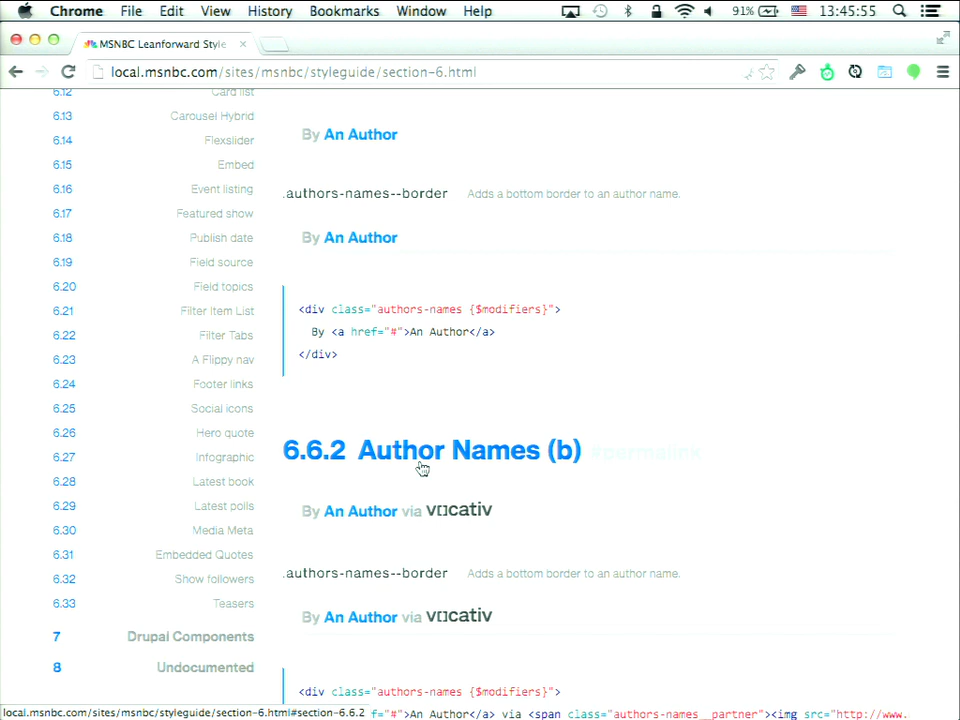 Chrome File Edit View History Bookmarks Window Help 91% 13:45:55
MSNBC Leanforward Style
local.msnbc.com/sites/msnbc/styleguide/section-6.html
6.12 Card list
6.13 Carousel Hybrid
6.14 Flexslider
6.15 Embed
6.16 Event listing
6.17 Featured show
6.18 Publish date
6.19 Field source
6.20 Field topics
6.21 Filter Item List
6.22 Filter Tabs
6.23 A Flippy nav
6.24 Footer links
6.25 Social icons
6.26 Hero quote
6.27 Infographic
6.28 Latest book
6.29 Latest polls
6.30 Media Meta
6.31 Embedded Quotes
6.32 Show followers
6.33 Teasers
7 Drupal Components
8 Undocumented
By An Author
.authors-names--border Adds a bottom border to an author name.
By An Author
<div class="authors-names {$modifiers}">
By <a href="#">An Author</a>
</div>
6.6.2 Author Names (b) #permalink
By An Author via v[]cativ
.authors-names--border Adds a bottom border to an author name.
By An Author via v[]cativ
<div class="authors-names {$modifiers}">
f="#">An Author</a> via <span class="authors-names__partner"><img src="http://www.
local.msnbc.com/sites/msnbc/styleguide/section-6.html#section-6.6.2